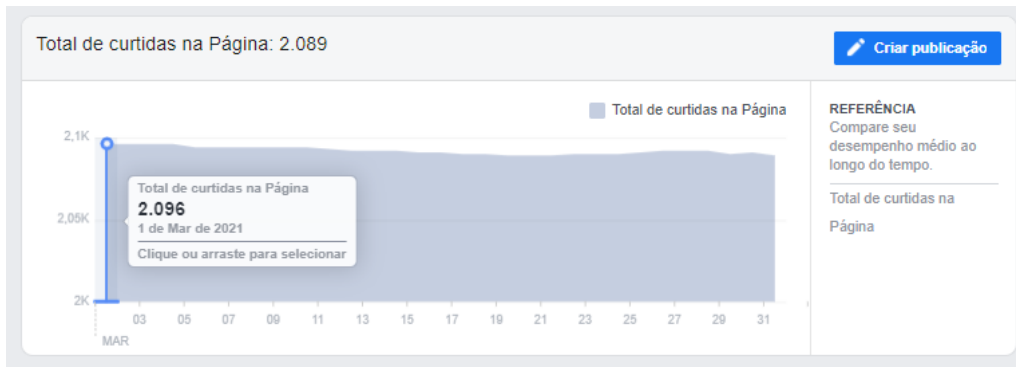 Total de curtidas na Página: 2.089
Criar publicação
Total de curtidas na Página
2,1K
2,05K
2K
Total de curtidas na Página
2.096
1 de Mar de 2021
Clique ou arraste para selecionar
03 05 07 09 11 13 15 17 19 21 23 25 27 29 31
MAR
REFERÊNCIA
Compare seu
desempenho médio ao
longo do tempo.
Total de curtidas na
Página